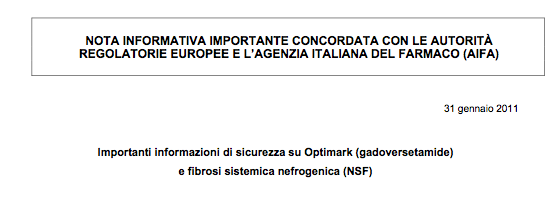 NOTA INFORMATIVA IMPORTANTE CONCORDATA CON LE AUTORITÀ
REGOLATORIE EUROPEE E L'AGENZIA ITALIANA DEL FARMACO (AIFA)
31 gennaio 2011
Importanti informazioni di sicurezza su Optimark (gadoversetamide)
e fibrosi sistemica nefrogenica (NSF)